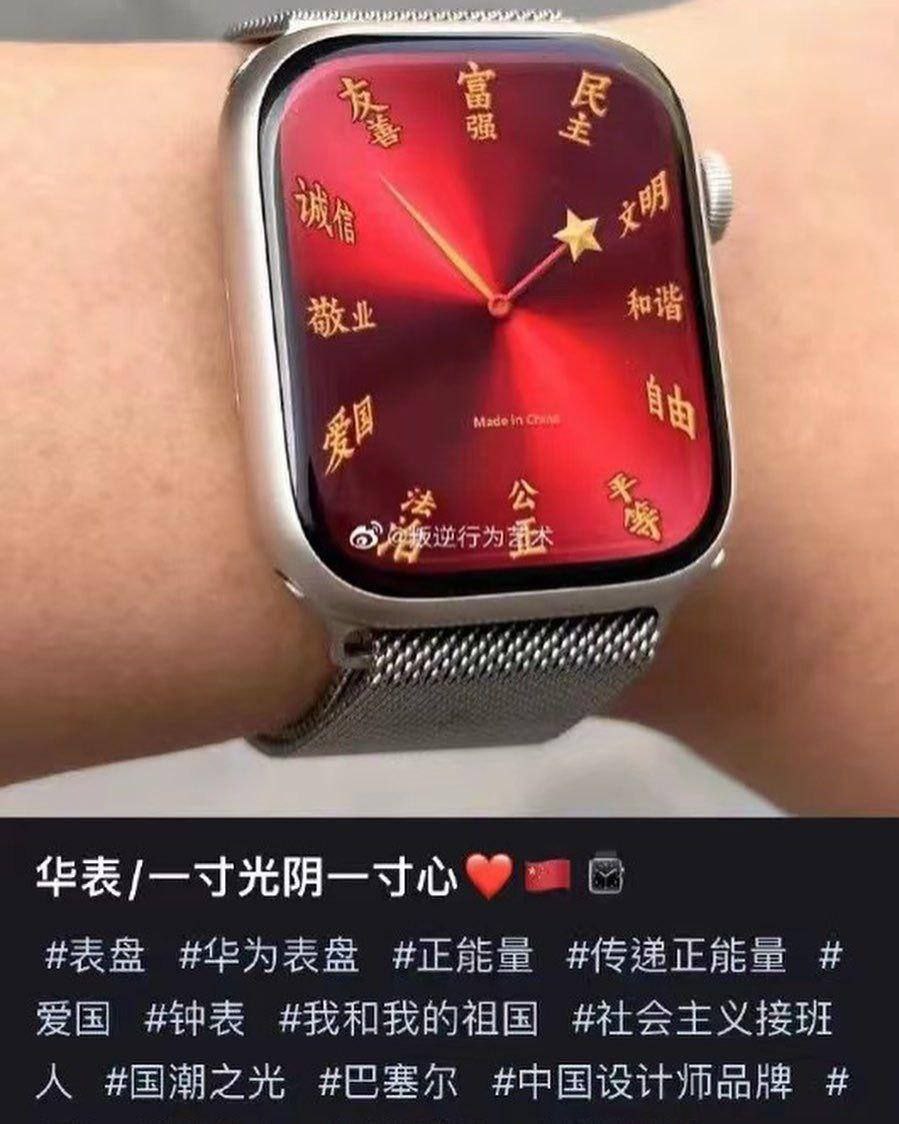 富强
民主
文明
和谐
自由
平等
公正
法治
爱国
敬业
诚信
友善
Made in China
@叛逆行为艺术
华表/一寸光阴一寸心❤️🇨🇳⌚
#表盘 #华为表盘 #正能量 #传递正能量 #
爱国 #钟表 #我和我的祖国 #社会主义接班
人 #国潮之光 #巴塞尔 #中国设计师品牌 #